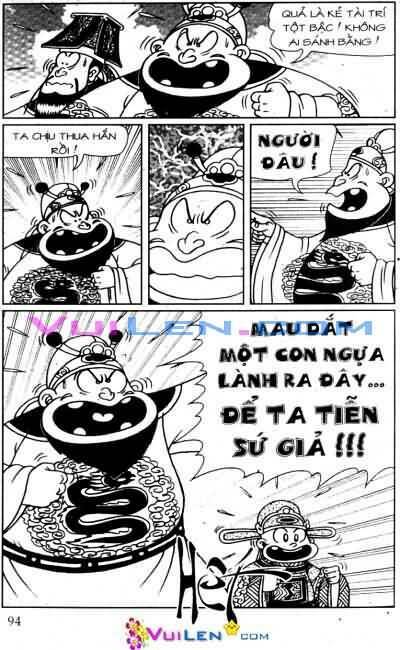 QUẢ LÀ KẺ TÀI TRÍ
TỘT BẬC! KHÔNG
AI SÁNH BẰNG!
TA CHỊU THUA HẮN
RỒI!
NGƯỜI
ĐÂU!
VuiLen.com
MAU DẮT
MỘT CON NGỰA
LÀNH RA ĐÂY...
ĐỂ TA TIỄN
SỨ GIẢ!!!
Hết
94
VuiLen.com